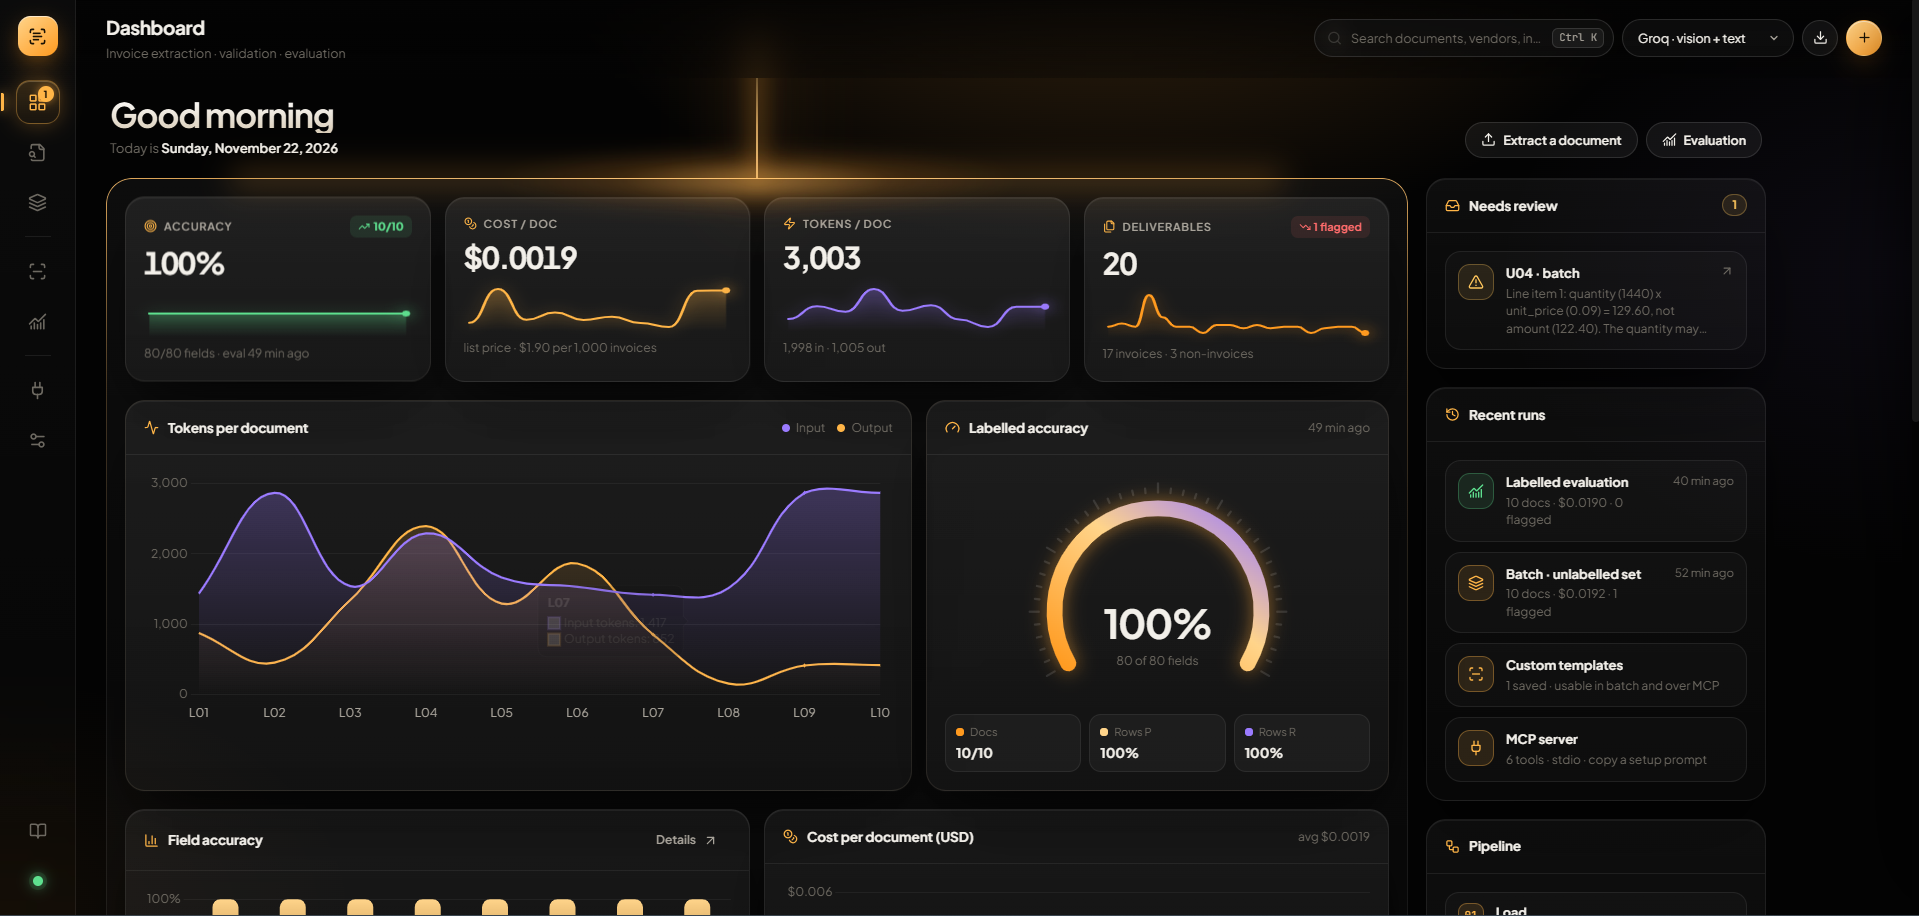 Dashboard
Invoice extraction · validation · evaluation
Search documents, vendors, in...
Ctrl K
Groq · vision + text
1
Good morning
Today is Sunday, November 22, 2026
Extract a document
Evaluation
ACCURACY
10/10
100%
80/80 fields · eval 49 min ago
COST / DOC
$0.0019
list price · $1.90 per 1,000 invoices
TOKENS / DOC
3,003
1,998 in · 1,005 out
DELIVERABLES
1 flagged
20
17 invoices · 3 non-invoices
Tokens per document
Input
Output
3,000
2,000
1,000
0
L07
Input tokens:
Output tokens:
L01
L02
L03
L04
L05
L06
L07
L08
L09
L10
Labelled accuracy
49 min ago
100%
80 of 80 fields
Docs
10/10
Rows P
100%
Rows R
100%
Field accuracy
Details
100%
Cost per document (USD)
avg $0.0019
$0.006
Needs review
1
U04 · batch
Line item 1: quantity (1440) x
unit_price (0.09) = 129.60, not
amount (122.40). The quantity may...
Recent runs
Labelled evaluation
40 min ago
10 docs · $0.0190 · 0
flagged
Batch · unlabelled set
52 min ago
10 docs · $0.0192 · 1
flagged
Custom templates
1 saved · usable in batch and over MCP
MCP server
6 tools · stdio · copy a setup prompt
Pipeline
01
Load